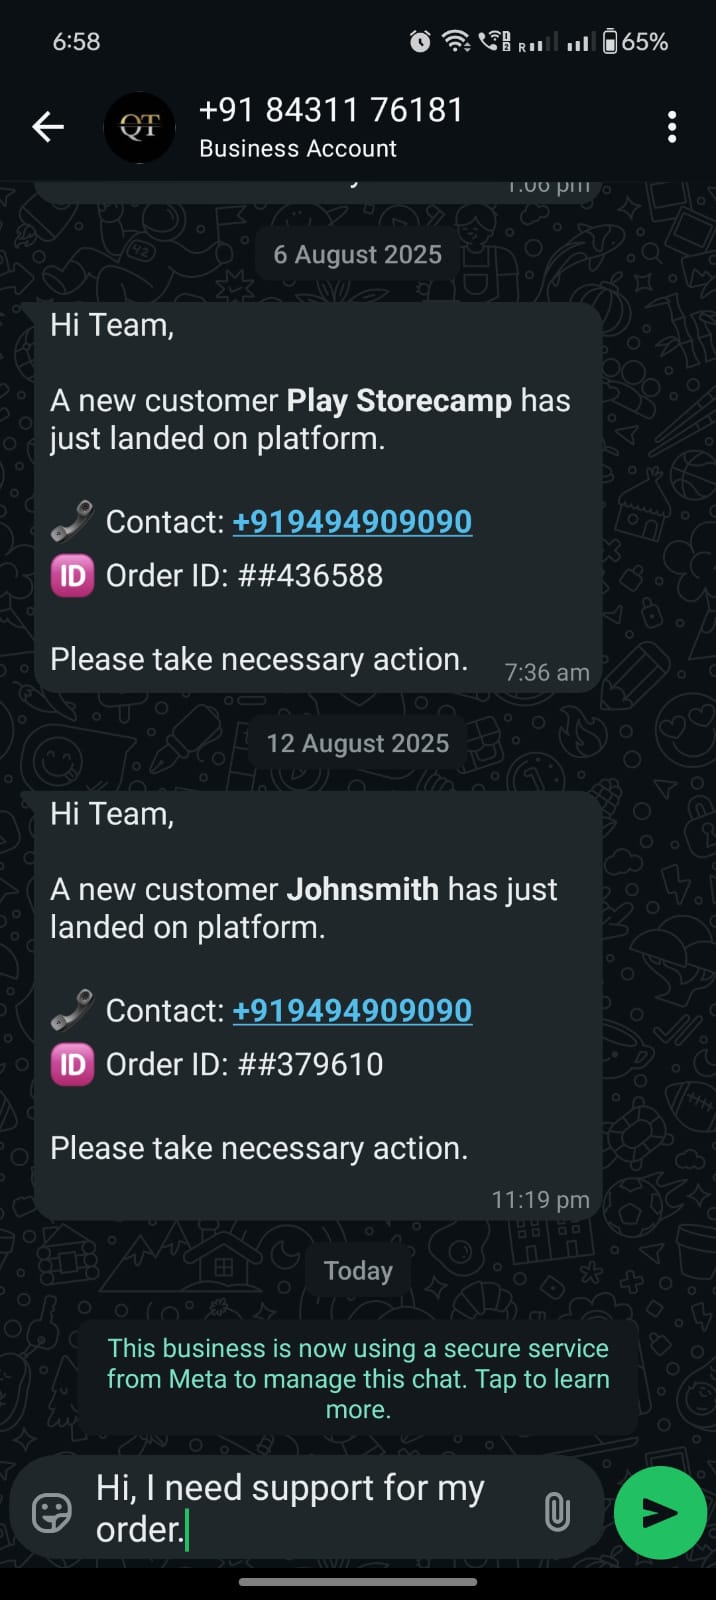 6:58
R
65%
QT
+91 84311 76181
Business Account
1:06 pm
6 August 2025
Hi Team,
A new customer Play Storecamp has
just landed on platform.
Contact: +919494909090
ID Order ID: ##436588
Please take necessary action.
7:36 am
12 August 2025
Hi Team,
A new customer Johnsmith has just
landed on platform.
Contact: +919494909090
ID Order ID: ##379610
Please take necessary action.
11:19 pm
Today
This business is now using a secure service
from Meta to manage this chat. Tap to learn
more.
Hi, I need support for my
order.